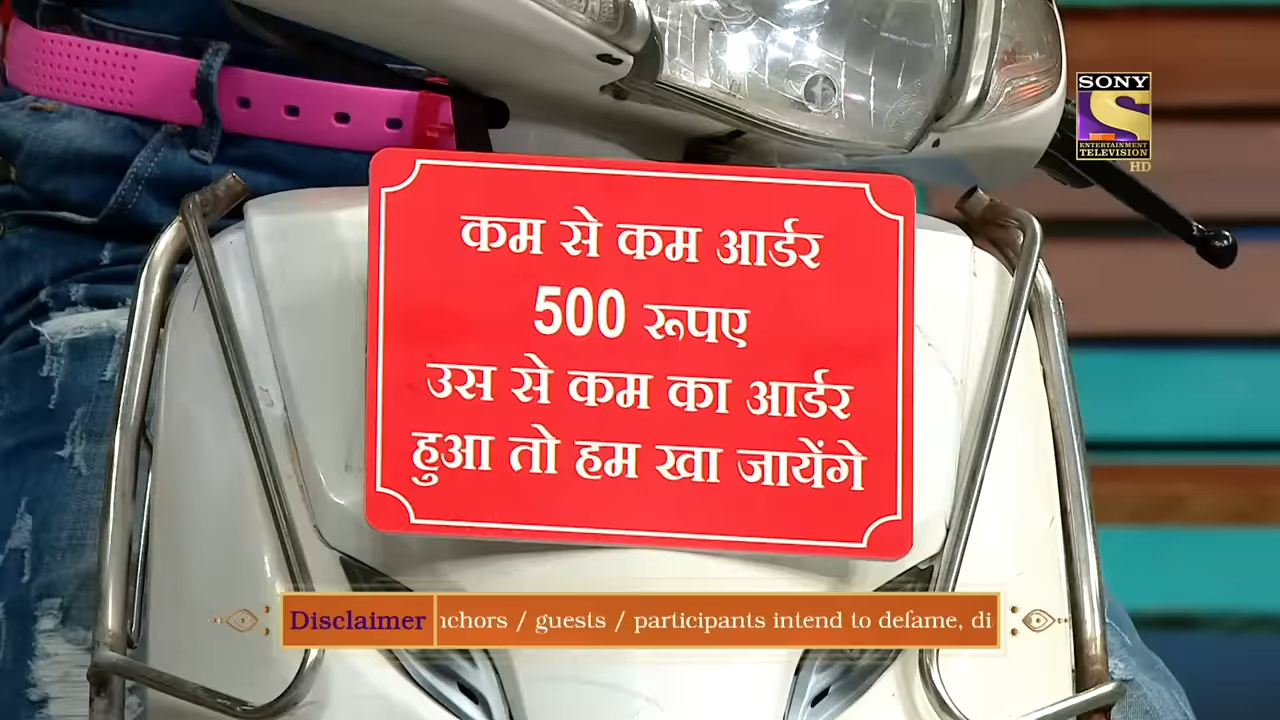 SONY
ENTERTAINMENT
TELEVISION
HD
कम से कम आर्डर
500 रूपए
उस से कम का आर्डर
हुआ तो हम खा जायेंगे
Disclaimer
nchors / guests / participants intend to defame, di